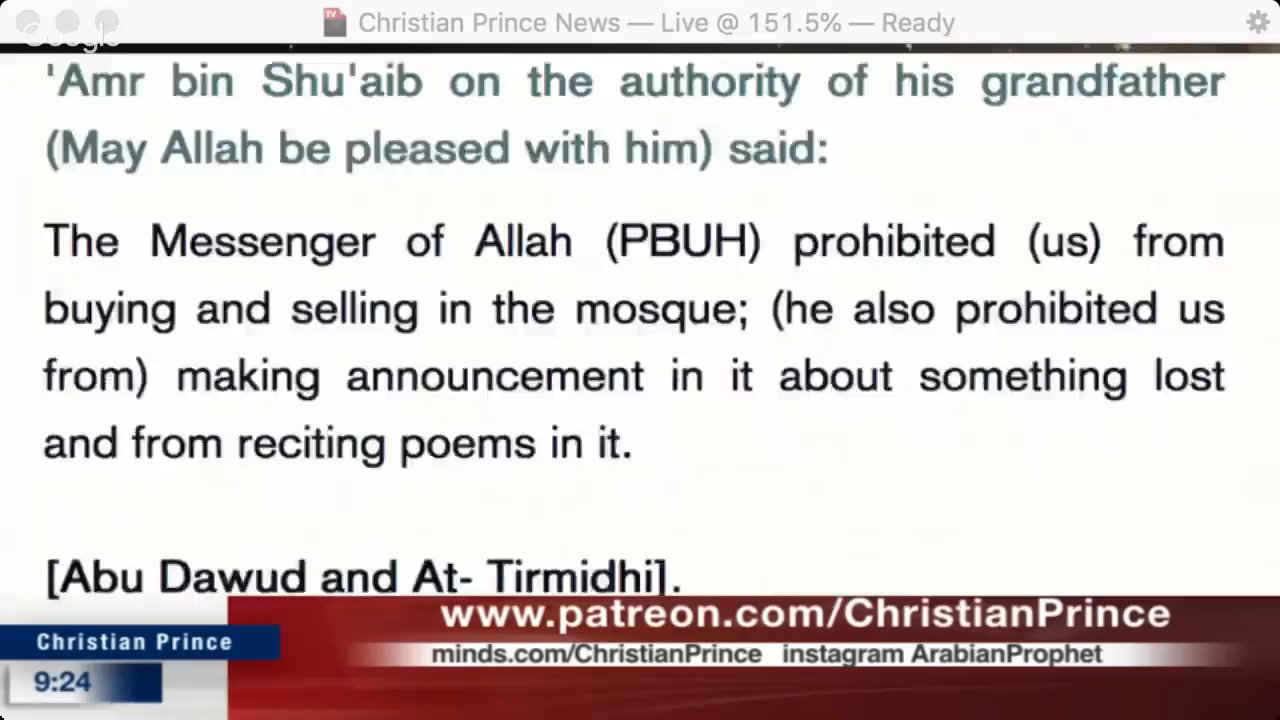 Christian Prince News — Live @ 151.5% — Ready
Google
'Amr bin Shu'aib on the authority of his grandfather
(May Allah be pleased with him) said:
The Messenger of Allah (PBUH) prohibited (us) from
buying and selling in the mosque; (he also prohibited us
from) making announcement in it about something lost
and from reciting poems in it.
[Abu Dawud and At- Tirmidhi].
www.patreon.com/ChristianPrince
Christian Prince
minds.com/ChristianPrince instagram ArabianProphet
9:24